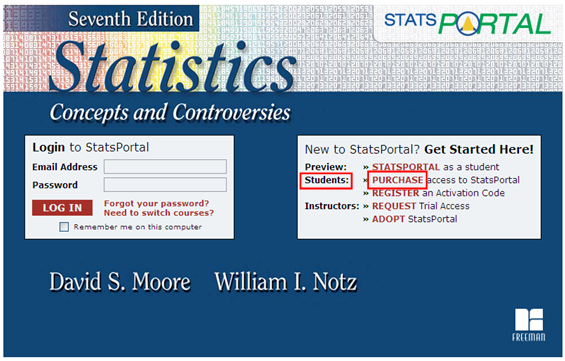 Seventh Edition
STATSPORTAL
Statistics
Concepts and Controversies
Login to StatsPortal
Email Address
Password
LOG IN
Forgot your password?
Need to switch courses?
Remember me on this computer
New to StatsPortal? Get Started Here!
Preview: » STATSPORTAL as a student
Students: » PURCHASE access to StatsPortal
» REGISTER an Activation Code
Instructors: » REQUEST Trial Access
» ADOPT StatsPortal
David S. Moore William I. Notz
FREEMAN